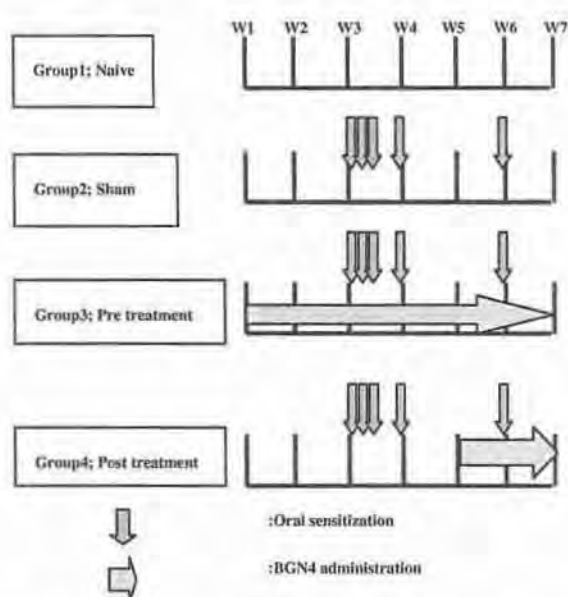 W1 W2 W3 W4 W5 W6 W7
Group1; Naive
Group2; Sham
Group3; Pre treatment
Group4; Post treatment
:Oral sensitization
:BGN4 administration